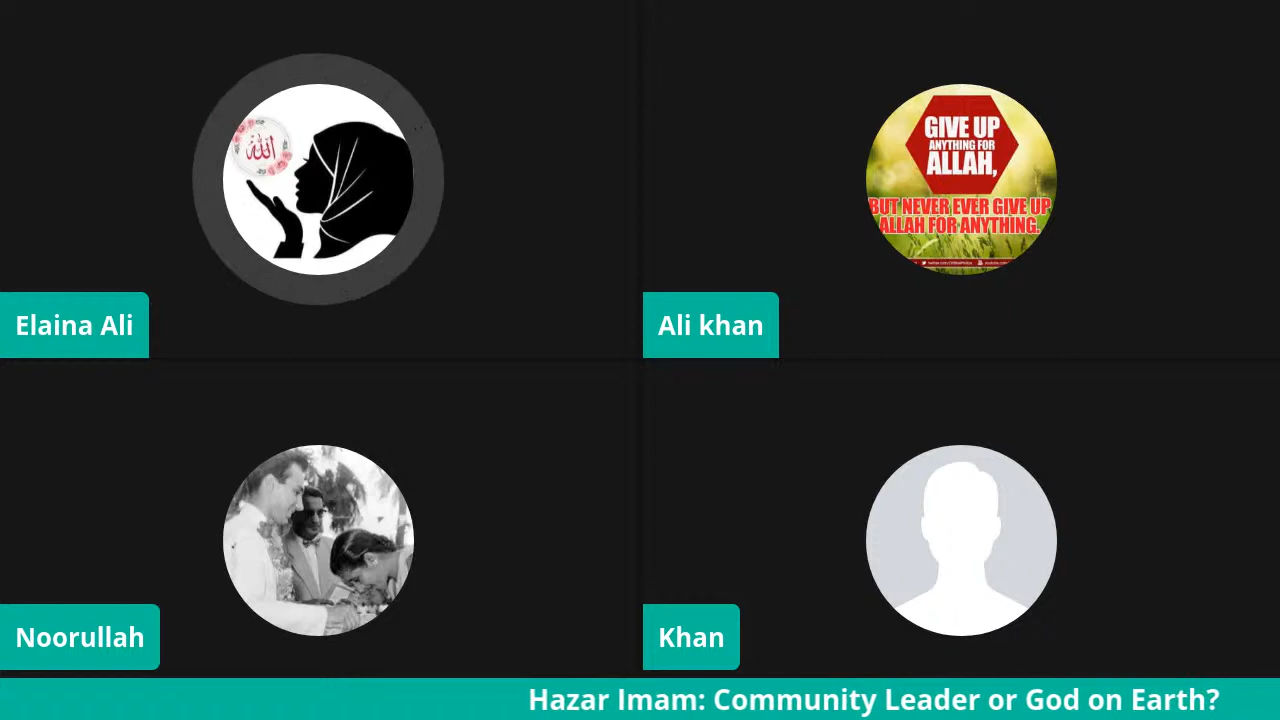 الله
Elaina Ali
GIVE UP
ANYTHING FOR
ALLAH,
BUT NEVER EVER GIVE UP
ALLAH FOR ANYTHING.
Ali khan
Noorullah
Khan
Hazar Imam: Community Leader or God on Earth?